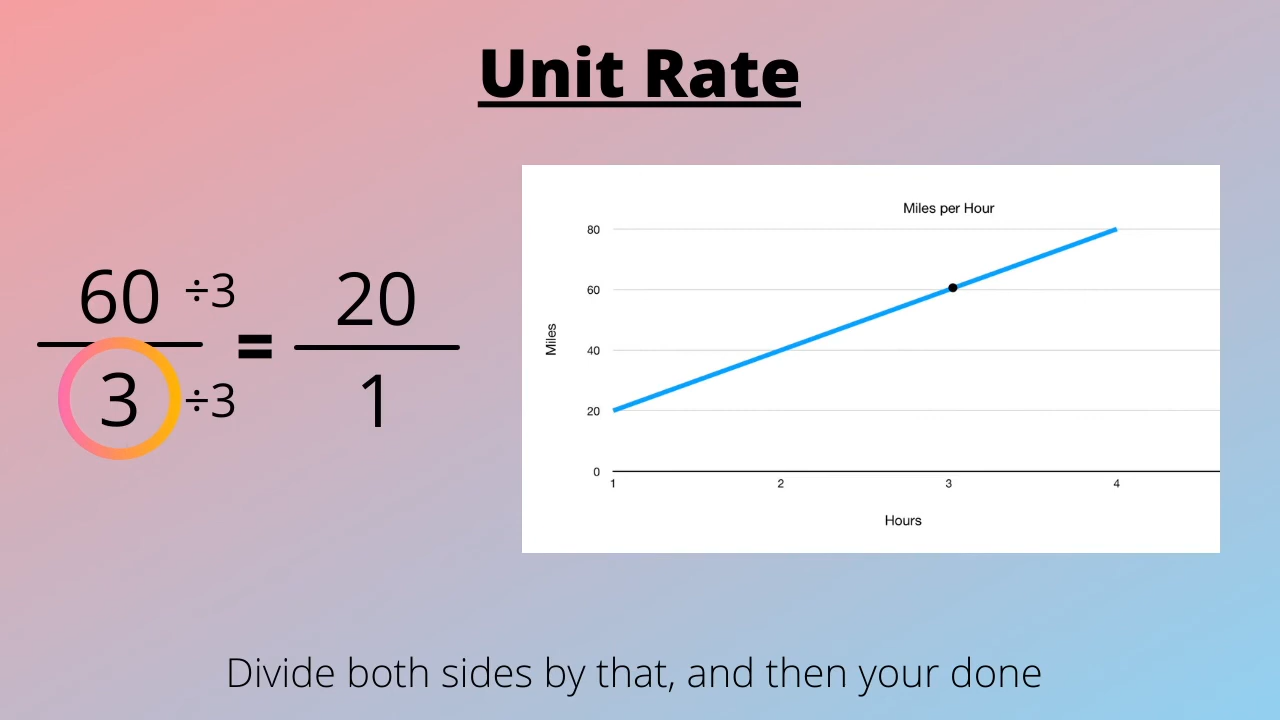 Unit Rate
60 ÷3
3 ÷3
=
20
1
Miles per Hour
Miles
80
60
40
20
0
1 2 3 4
Hours
Divide both sides by that, and then your done